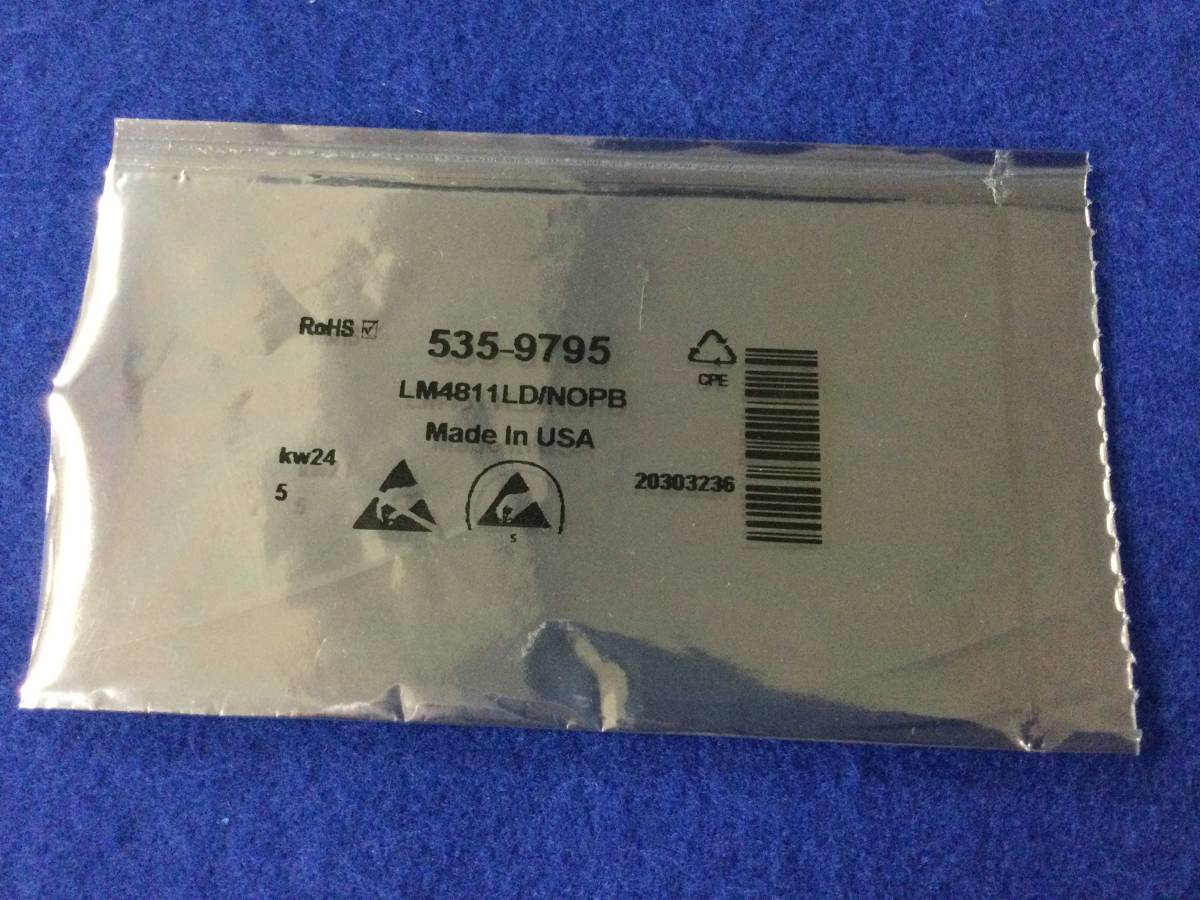 RoHS
535-9795
LM4811LD/NOPB
Made In USA
CPE
kw24
5
S
20303236